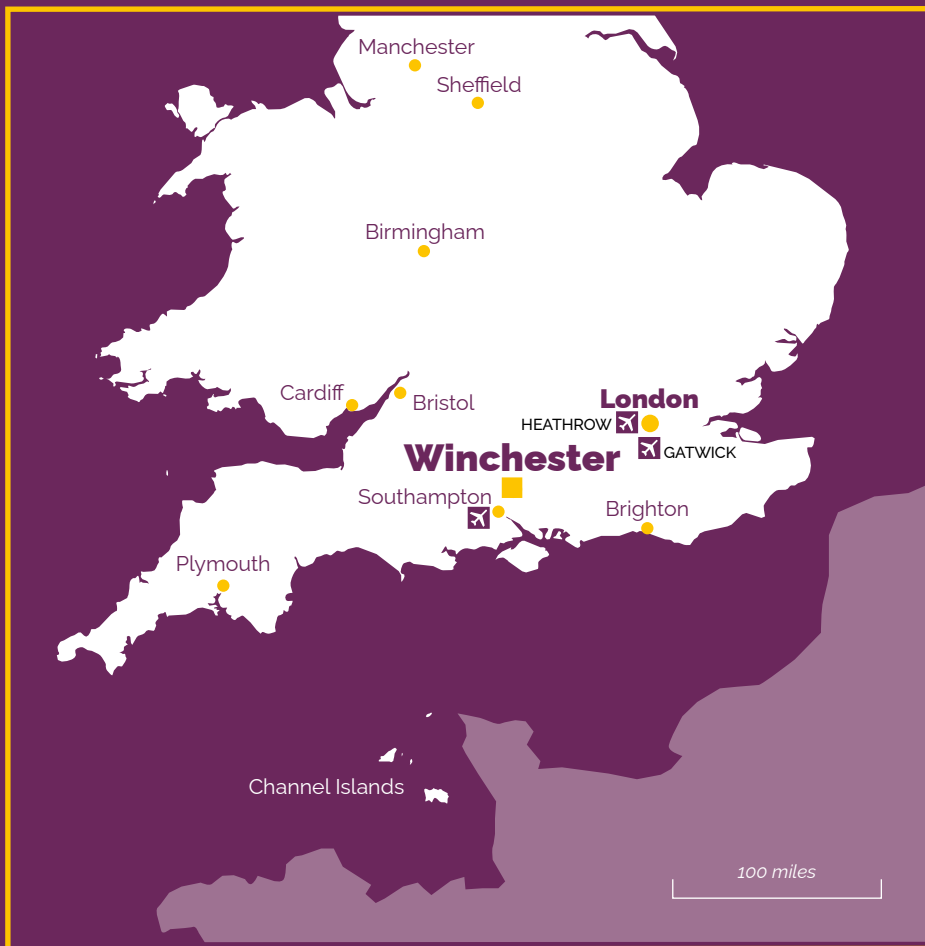 Manchester
Sheffield
Birmingham
Cardiff
Bristol
London
HEATHROW
GATWICK
Winchester
Southampton
Brighton
Plymouth
Channel Islands
100 miles